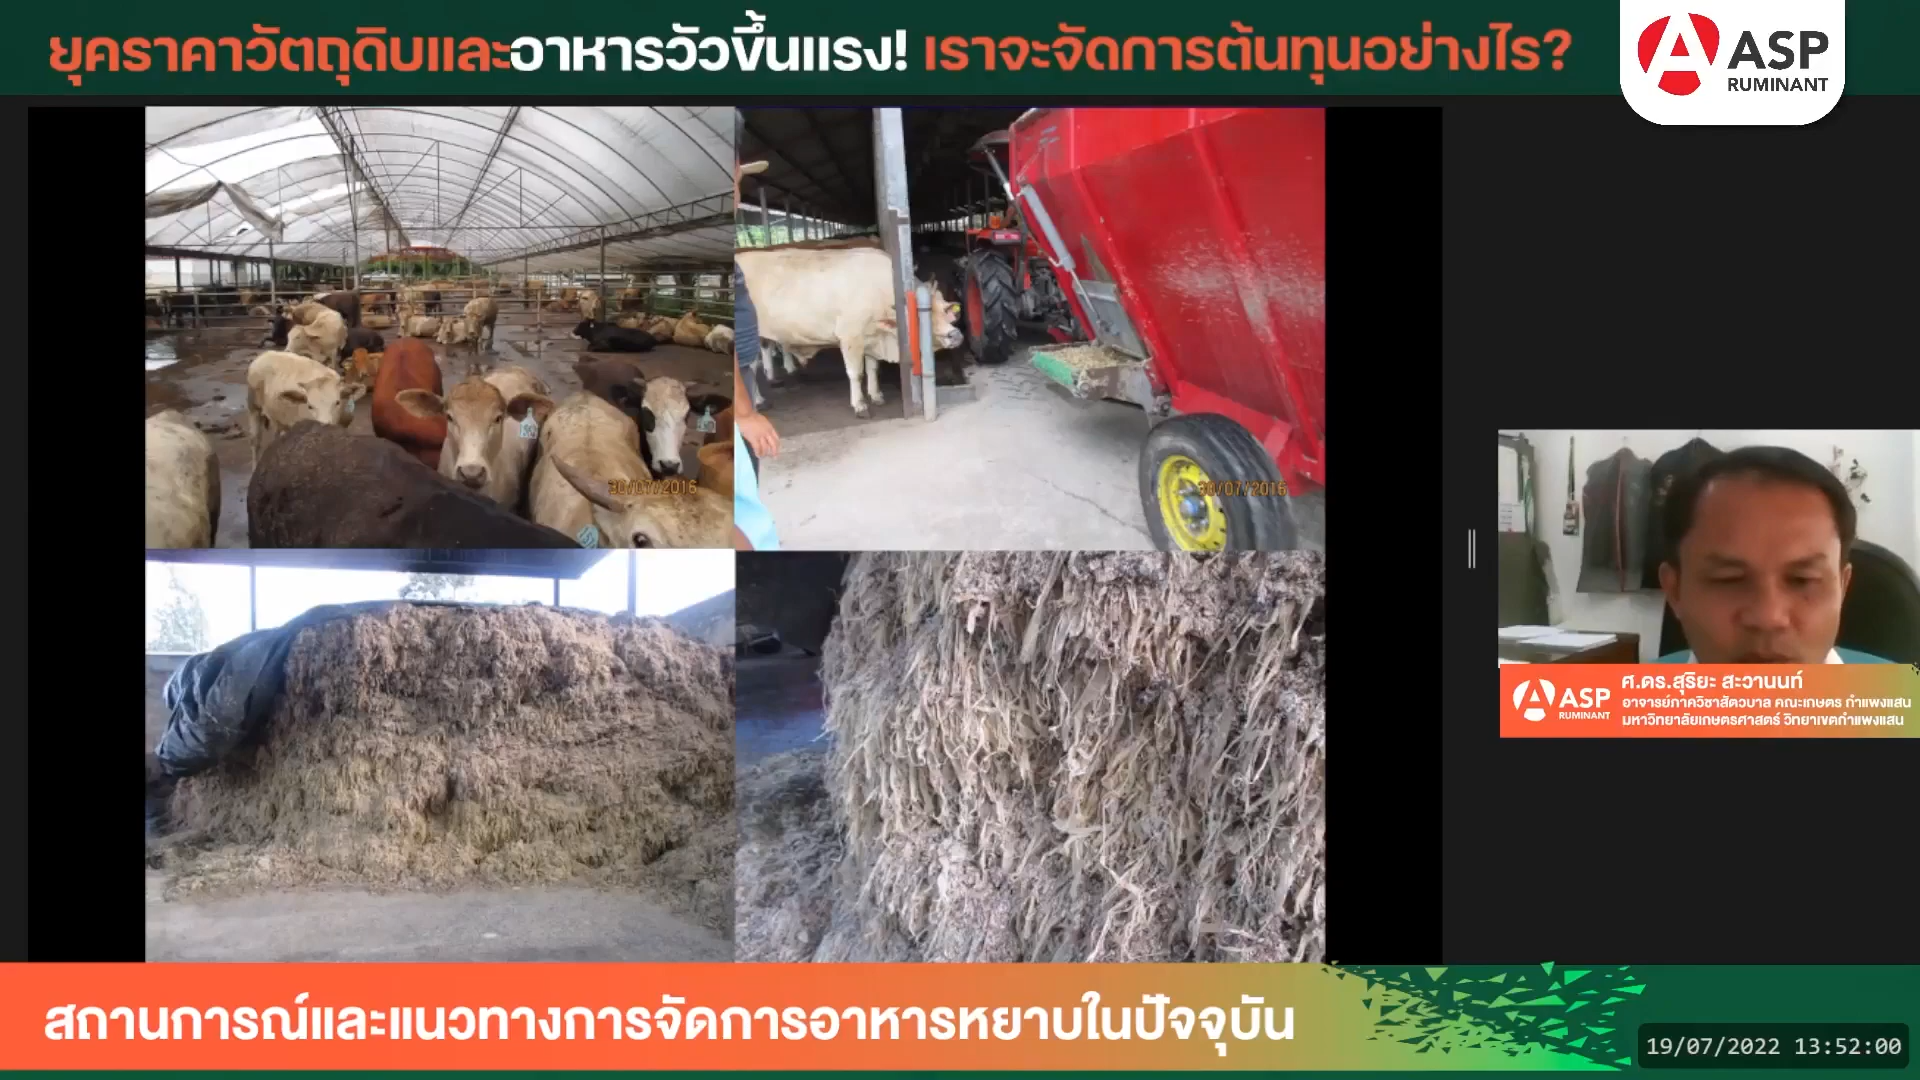 ยุคราคาวัตถุดิบและอาหารวัวขึ้นแรง! เราจะจัดการต้นทุนอย่างไร?
ASP
RUMINANT
30/07/2016
30/07/2016
ASP
RUMINANT
ศ.ดร.สุริยะ สะวานนท์
อาจารย์ภาควิชาสัตวบาล คณะเกษตร กำแพงแสน
มหาวิทยาลัยเกษตรศาสตร์ วิทยาเขตกำแพงแสน
สถานการณ์และแนวทางการจัดการอาหารหยาบในปัจจุบัน
19/07/2022 13:52:00